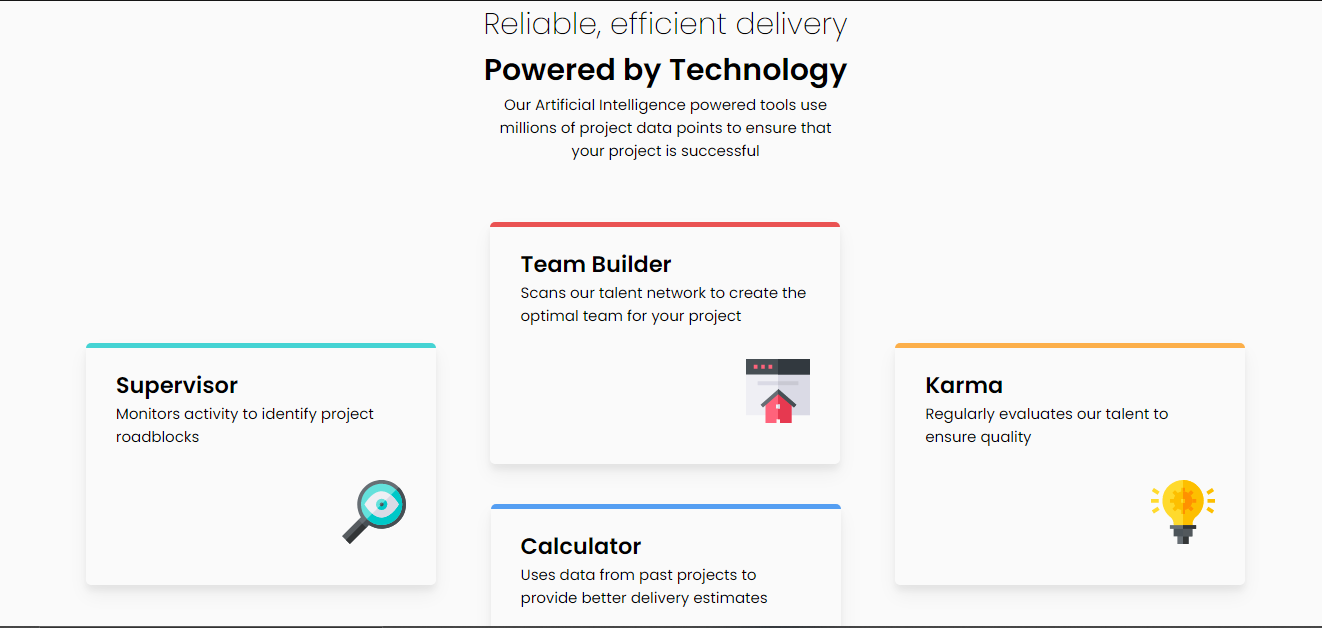 Reliable, efficient delivery
Powered by Technology
Our Artificial Intelligence powered tools use
millions of project data points to ensure that
your project is successful
Team Builder
Scans our talent network to create the
optimal team for your project
Supervisor
Monitors activity to identify project
roadblocks
Karma
Regularly evaluates our talent to
ensure quality
Calculator
Uses data from past projects to
provide better delivery estimates